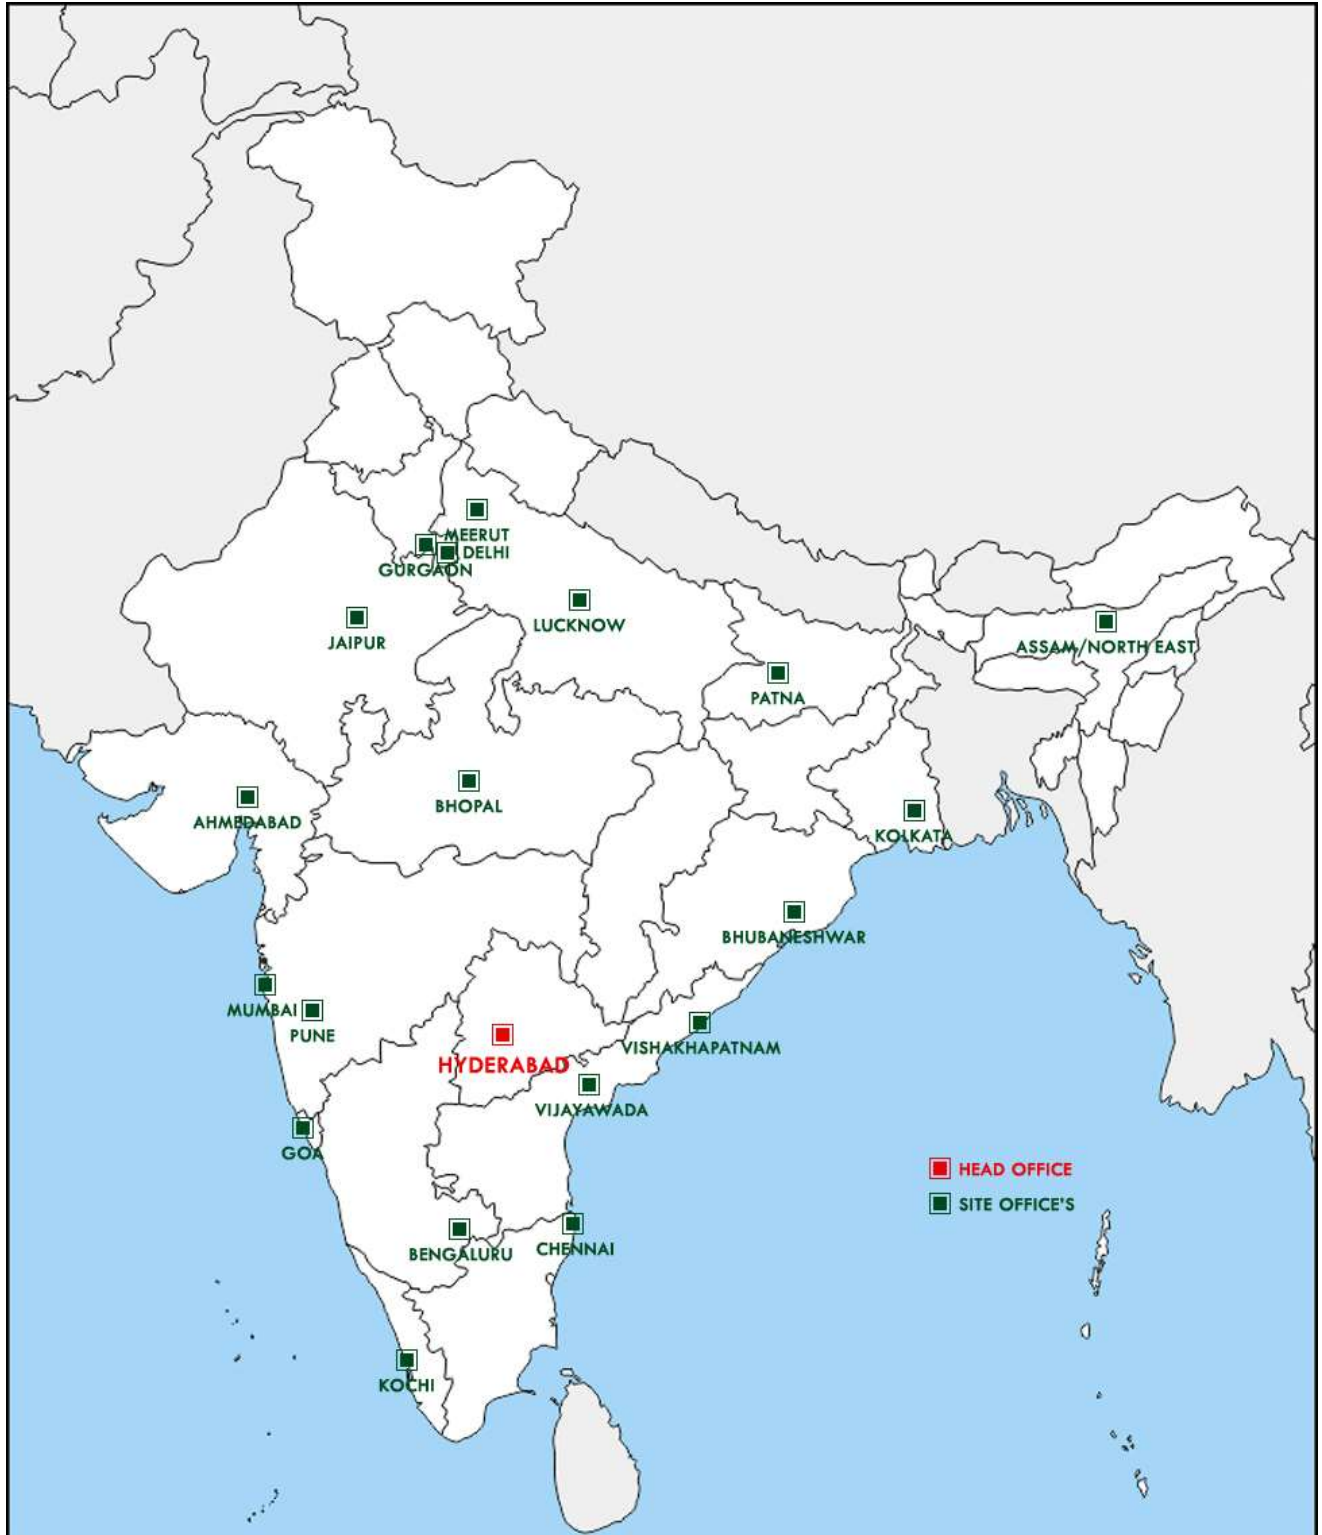 MEERUT
DELHI
GURGAON
LUCKNOW
JAIPUR
ASSAM/NORTH EAST
PATNA
BHOPAL
AHMEDABAD
KOLKATA
BHUBANESHWAR
MUMBAI
PUNE
VISHAKHAPATNAM
HYDERABAD
VIJAYAWADA
GOA
HEAD OFFICE
SITE OFFICE'S
BENGALURU
CHENNAI
KOCHI